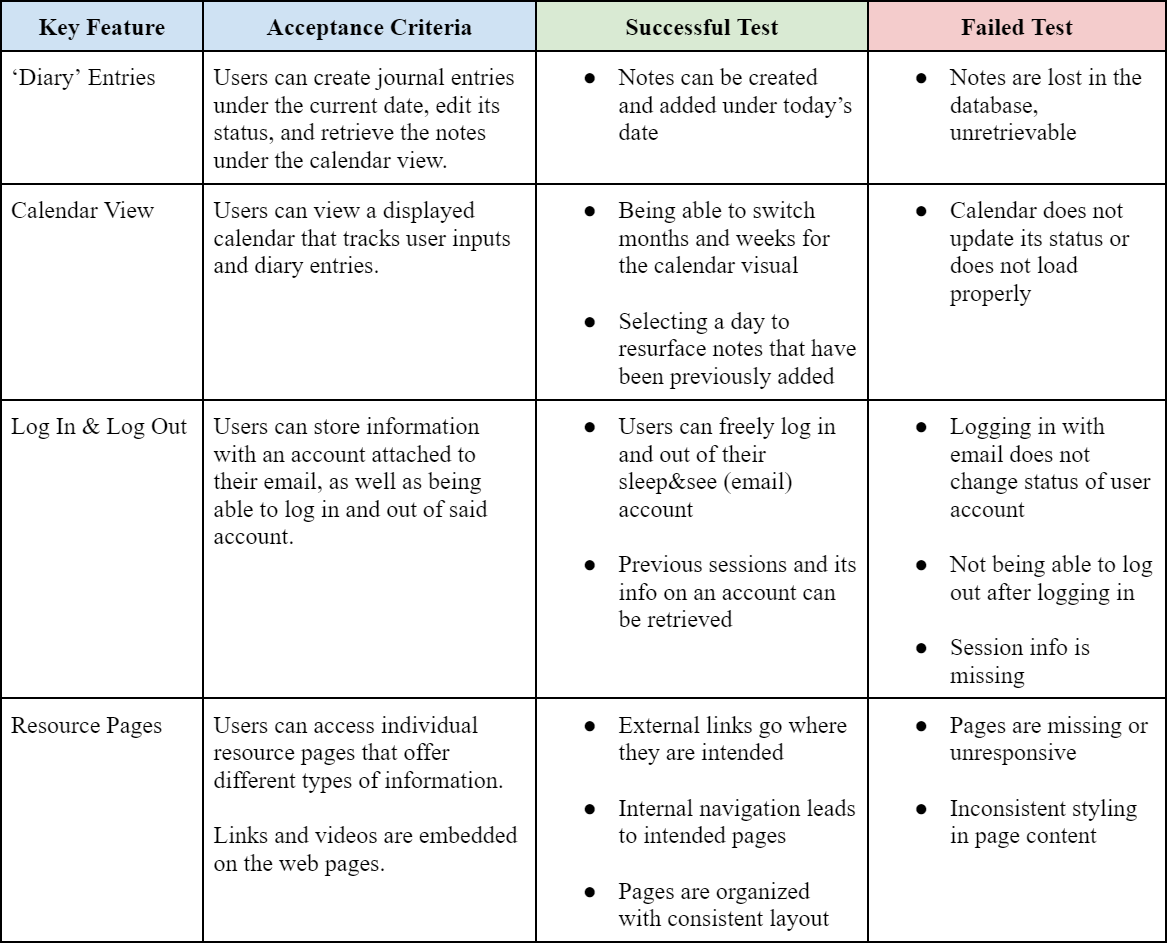 Key Feature
Acceptance Criteria
Successful Test
Failed Test
‘Diary’ Entries
Users can create journal entries
under the current date, edit its
status, and retrieve the notes
under the calendar view.
● Notes can be created
and added under today’s
date
● Notes are lost in the
database,
unretrievable
Calendar View
Users can view a displayed
calendar that tracks user inputs
and diary entries.
● Being able to switch
months and weeks for
the calendar visual
● Selecting a day to
resurface notes that have
been previously added
● Calendar does not
update its status or
does not load
properly
Log In & Log Out
Users can store information
with an account attached to
their email, as well as being
able to log in and out of said
account.
● Users can freely log in
and out of their
sleep&see (email)
account
● Previous sessions and its
info on an account can
be retrieved
● Logging in with
email does not
change status of user
account
● Not being able to log
out after logging in
● Session info is
missing
Resource Pages
Users can access individual
resource pages that offer
different types of information.
Links and videos are embedded
on the web pages.
● External links go where
they are intended
● Internal navigation leads
to intended pages
● Pages are organized
with consistent layout
● Pages are missing or
unresponsive
● Inconsistent styling
in page content